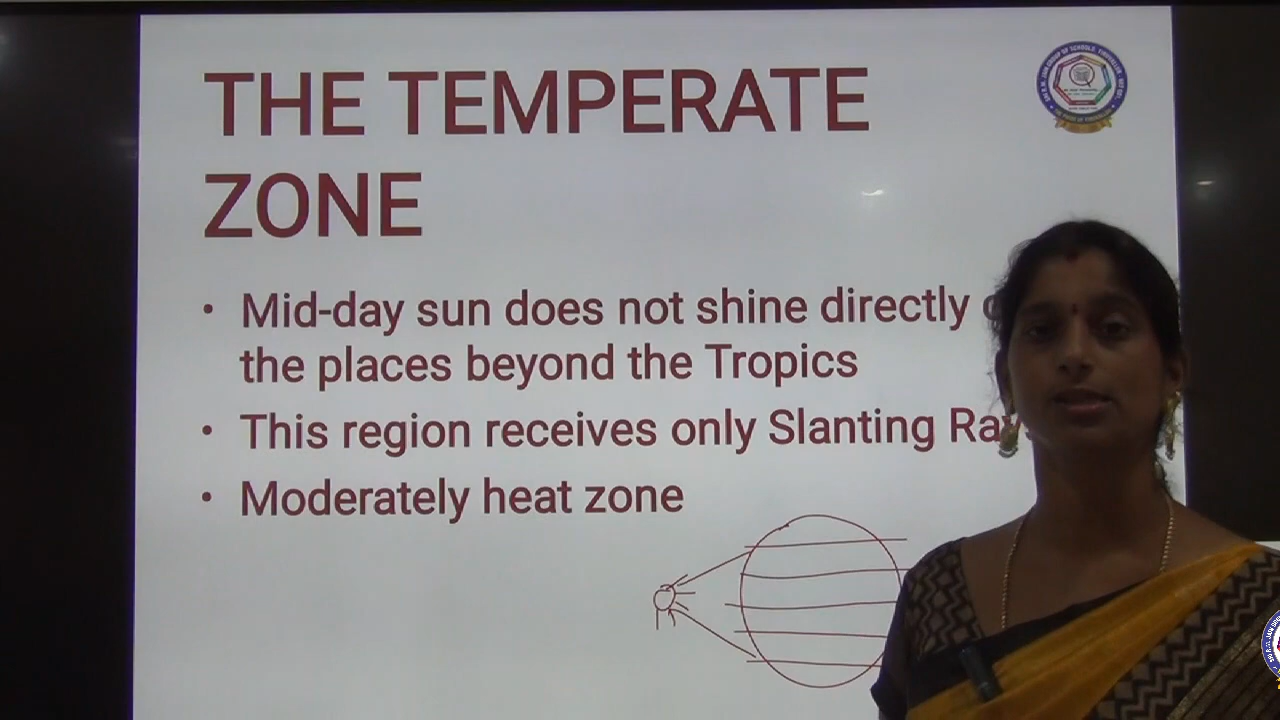 THE TEMPERATE
ZONE
• Mid-day sun does not shine directly
the places beyond the Tropics
• This region receives only Slanting
• Moderately heat zone